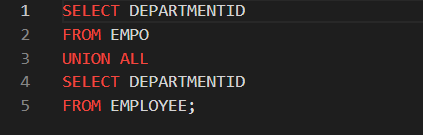 1 SELECT DEPARTMENTID
2 FROM EMPO
3 UNION ALL
4 SELECT DEPARTMENTID
5 FROM EMPLOYEE;